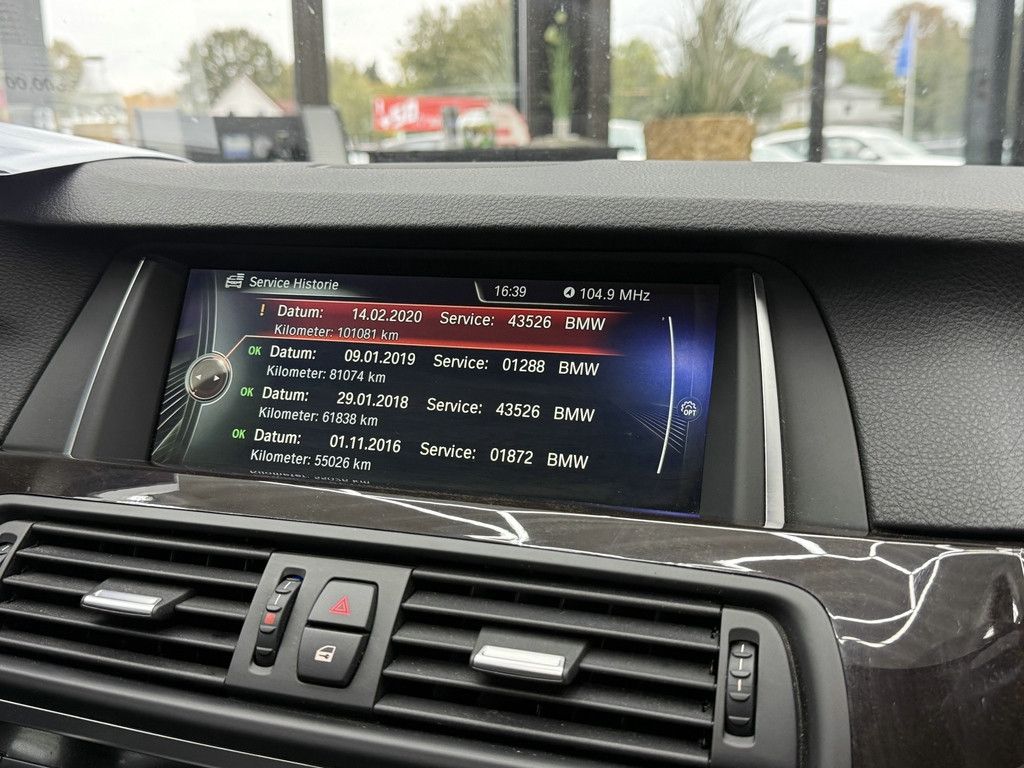 Service Historie 16:39 104.9 MHz
! Datum: 14.02.2020 Service: 43526 BMW
Kilometer: 101081 km
OK Datum: 09.01.2019 Service: 01288 BMW
Kilometer: 81074 km
OK Datum: 29.01.2018 Service: 43526 BMW
Kilometer: 61838 km
OK Datum: 01.11.2016 Service: 01872 BMW
Kilometer: 55026 km
OPT